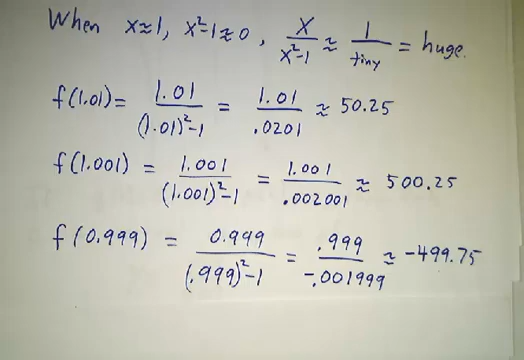 When x≈1, x²-1≈0, x/(x²-1) ≈ 1/tiny = huge.
f(1.01) = 1.01/((1.01)²-1) = 1.01/.0201 ≈ 50.25
f(1.001) = 1.001/((1.001)²-1) = 1.001/.002001 ≈ 500.25
f(0.999) = 0.999/((.999)²-1) = .999/-.001999 ≈ -499.75